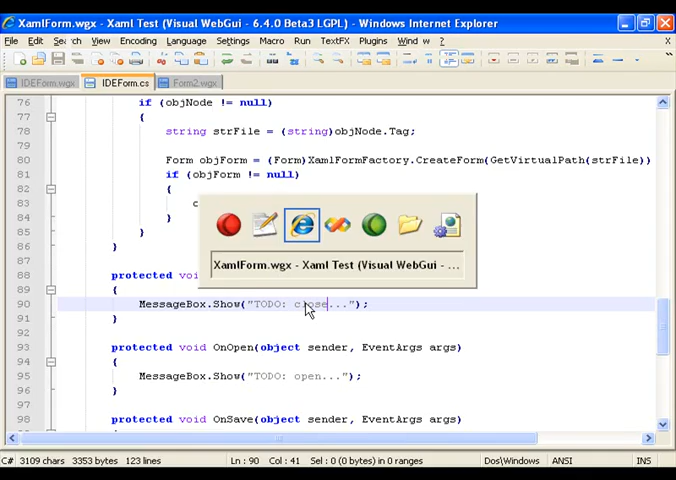 XamlForm.wgx - Xaml Test (Visual WebGui - 6.4.0 Beta3 LGPL) - Windows Internet Explorer
File Edit Search View Encoding Language Settings Macro Run TextFX Plugins Window ? X
IDEForm.wgx IDEForm.cs Form2.wgx
76 if (objNode != null)
77 {
78 string strFile = (string)objNode.Tag;
79
80 Form objForm = (Form)XamlFormFactory.CreateForm(GetVirtualPath(strFile))
81 if (objForm != null)
82 {
83 c
84 }
85 }
86 }
87
88 protected voi
89 {
XamlForm.wgx - Xaml Test (Visual WebGui - ...
90 MessageBox.Show("TODO: close...");
91 }
92
93 protected void OnOpen(object sender, EventArgs args)
94 {
95 MessageBox.Show("TODO: open...");
96 }
97
98 protected void OnSave(object sender, EventArgs args)
C# 3109 chars 3353 bytes 123 lines Ln : 90 Col : 41 Sel : 0 (0 bytes) in 0 ranges Dos\Windows ANSI INS